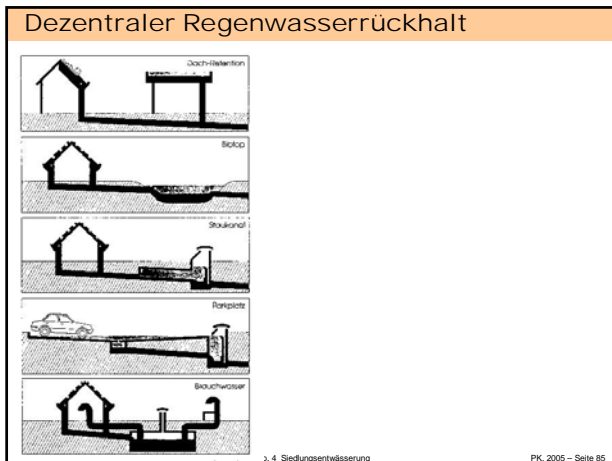 Dezentraler Regenwasserrückhalt
Dach-Retention
Biotop
Staukanal
Parkplatz
Brauchwasser
4 Siedlungsentwässerung
PK, 2005 – Seite 85